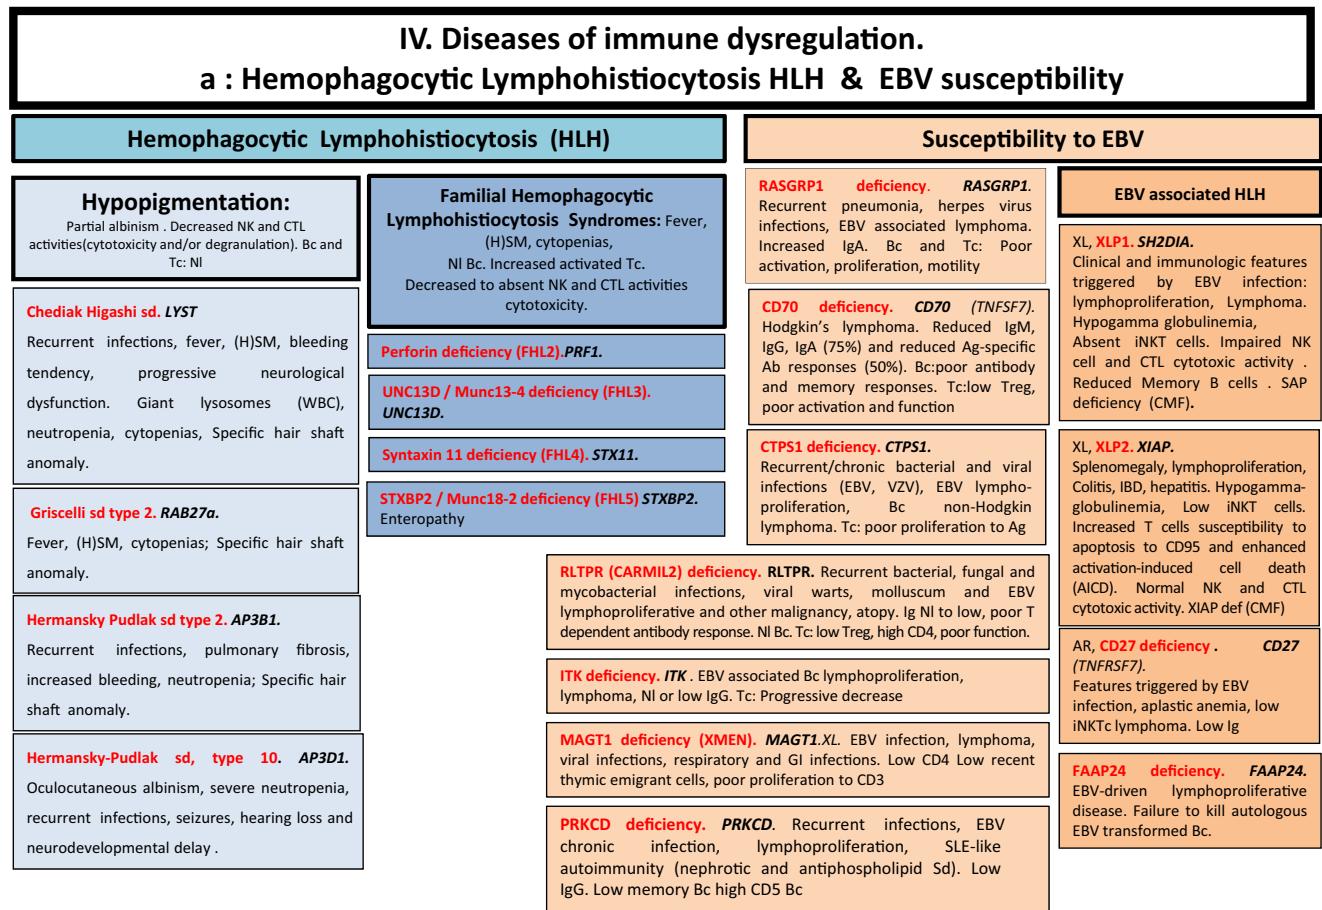 IV. Diseases of immune dysregulation.
a : Hemophagocytic Lymphohistiocytosis HLH & EBV susceptibility
Hemophagocytic Lymphohistiocytosis (HLH)
Hypopigmentation:
Partial albinism . Decreased NK and CTL
activities(cytotoxicity and/or degranulation). Bc and
Tc: Nl
Chediak Higashi sd. LYST
Recurrent infections, fever, (H)SM, bleeding
tendency, progressive neurological
dysfunction. Giant lysosomes (WBC),
neutropenia, cytopenias, Specific hair shaft
anomaly.
Griscelli sd type 2. RAB27a.
Fever, (H)SM, cytopenias; Specific hair shaft
anomaly.
Hermansky Pudlak sd type 2. AP3B1.
Recurrent infections, pulmonary fibrosis,
increased bleeding, neutropenia; Specific hair
shaft anomaly.
Hermansky-Pudlak sd, type 10. AP3D1.
Oculocutaneous albinism, severe neutropenia,
recurrent infections, seizures, hearing loss and
neurodevelopmental delay .
Familial Hemophagocytic
Lymphohistiocytosis Syndromes: Fever,
(H)SM, cytopenias,
Nl Bc. Increased activated Tc.
Decreased to absent NK and CTL activities
cytotoxicity.
Perforin deficiency (FHL2).PRF1.
UNC13D / Munc13-4 deficiency (FHL3).
UNC13D.
Syntaxin 11 deficiency (FHL4). STX11.
STXBP2 / Munc18-2 deficiency (FHL5) STXBP2.
Enteropathy
Susceptibility to EBV
RASGRP1 deficiency. RASGRP1.
Recurrent pneumonia, herpes virus
infections, EBV associated lymphoma.
Increased IgA. Bc and Tc: Poor
activation, proliferation, motility
CD70 deficiency. CD70 (TNFSF7).
Hodgkin's lymphoma. Reduced IgM,
IgG, IgA (75%) and reduced Ag-specific
Ab responses (50%). Bc:poor antibody
and memory responses. Tc:low Treg,
poor activation and function
CTPS1 deficiency. CTPS1.
Recurrent/chronic bacterial and viral
infections (EBV, VZV), EBV lympho-
proliferation, Bc non-Hodgkin
lymphoma. Tc: poor proliferation to Ag
RLTPR (CARMIL2) deficiency. RLTPR. Recurrent bacterial, fungal and
mycobacterial infections, viral warts, molluscum and EBV
lymphoproliferative and other malignancy, atopy. Ig Nl to low, poor T
dependent antibody response. Nl Bc. Tc: low Treg, high CD4, poor function.
ITK deficiency. ITK . EBV associated Bc lymphoproliferation,
lymphoma, Nl or low IgG. Tc: Progressive decrease
MAGT1 deficiency (XMEN). MAGT1.XL. EBV infection, lymphoma,
viral infections, respiratory and GI infections. Low CD4 Low recent
thymic emigrant cells, poor proliferation to CD3
PRKCD deficiency. PRKCD. Recurrent infections, EBV
chronic infection, lymphoproliferation, SLE-like
autoimmunity (nephrotic and antiphospholipid Sd). Low
IgG. Low memory Bc high CD5 Bc
EBV associated HLH
XL, XLP1. SH2DIA.
Clinical and immunologic features
triggered by EBV infection:
lymphoproliferation, Lymphoma.
Hypogamma globulinemia,
Absent iNKT cells. Impaired NK
cell and CTL cytotoxic activity .
Reduced Memory B cells . SAP
deficiency (CMF).
XL, XLP2. XIAP.
Splenomegaly, lymphoproliferation,
Colitis, IBD, hepatitis. Hypogamma-
globulinemia, Low iNKT cells.
Increased T cells susceptibility to
apoptosis to CD95 and enhanced
activation-induced cell death
(AICD). Normal NK and CTL
cytotoxic activity. XIAP def (CMF)
AR, CD27 deficiency . CD27
(TNFRSF7).
Features triggered by EBV
infection, aplastic anemia, low
iNKTc lymphoma. Low Ig
FAAP24 deficiency. FAAP24.
EBV-driven lymphoproliferative
disease. Failure to kill autologous
EBV transformed Bc.